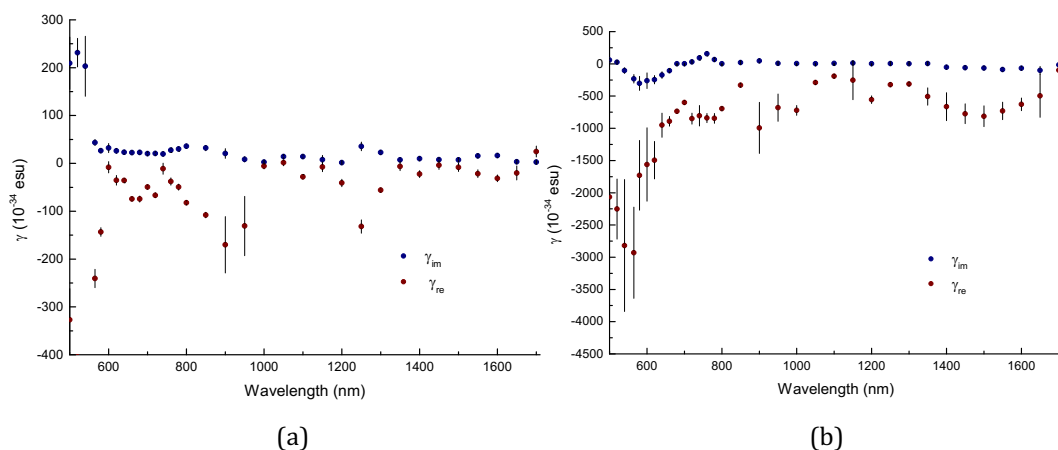 300
200
100
0
-100
-200
-300
-400
γ (10⁻³⁴ esu)
γim
γre
600 800 1000 1200 1400 1600
Wavelength (nm)
(a)
500
0
-500
-1000
-1500
-2000
-2500
-3000
-3500
-4000
-4500
γ (10⁻³⁴ esu)
γim
γre
600 800 1000 1200 1400 1600
Wavelength (nm)
(b)